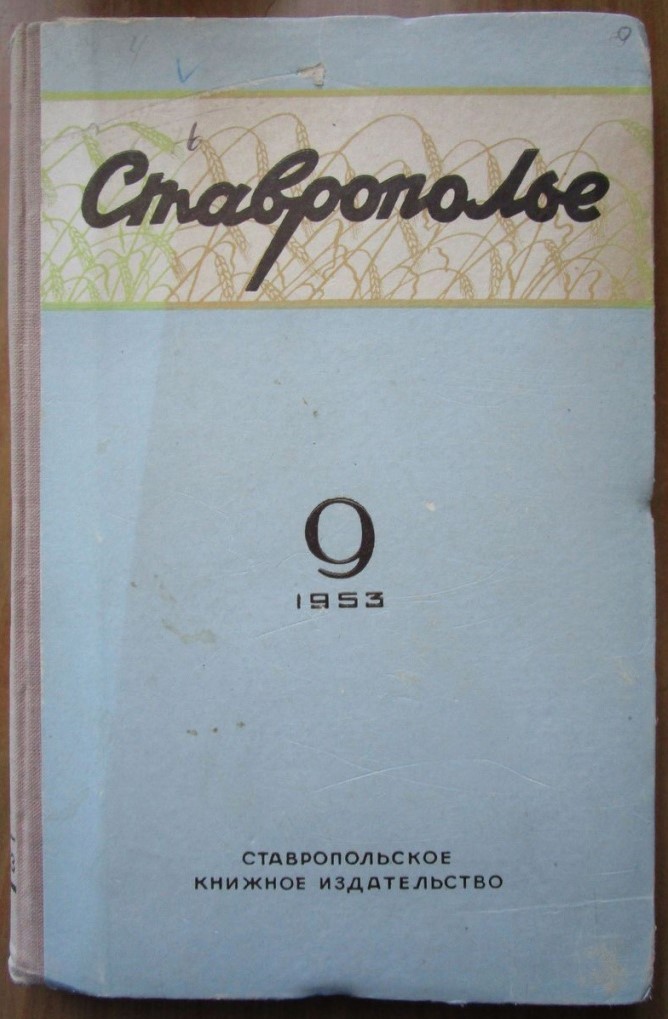 Ставрополье
9
1953
СТАВРОПОЛЬСКОЕ
КНИЖНОЕ ИЗДАТЕЛЬСТВО